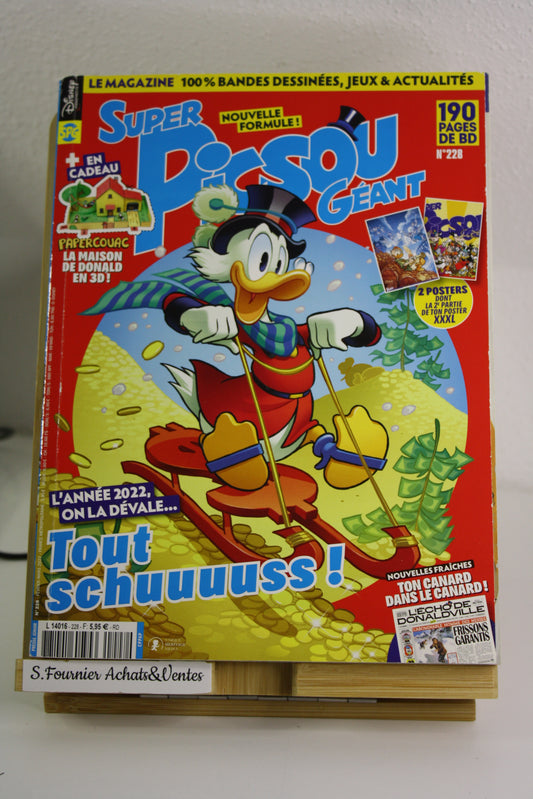 Disney
LE MAGAZINE 100% BANDES DESSINÉES, JEUX & ACTUALITÉS
SUPER
PICSOU
GÉANT
NOUVELLE
FORMULE !
190
PAGES
DE BD
N°228
+ EN
CADEAU
PAPERCOUAC
LA MAISON
DE DONALD
EN 3D !
2 POSTERS
DONT
LA 2e PARTIE
DE TON POSTER
XXXL
L'ANNÉE 2022,
ON LA DÉVALE...
Tout
schuuuuss !
NOUVELLES FRAÎCHES
TON CANARD
DANS LE CANARD !
L'ÉCHO DE
DONALDVILLE
FRISSONS
GARANTIS
L 14016 - 228 - F: 5,95 € - RD
S.Fournier Achats&Ventes